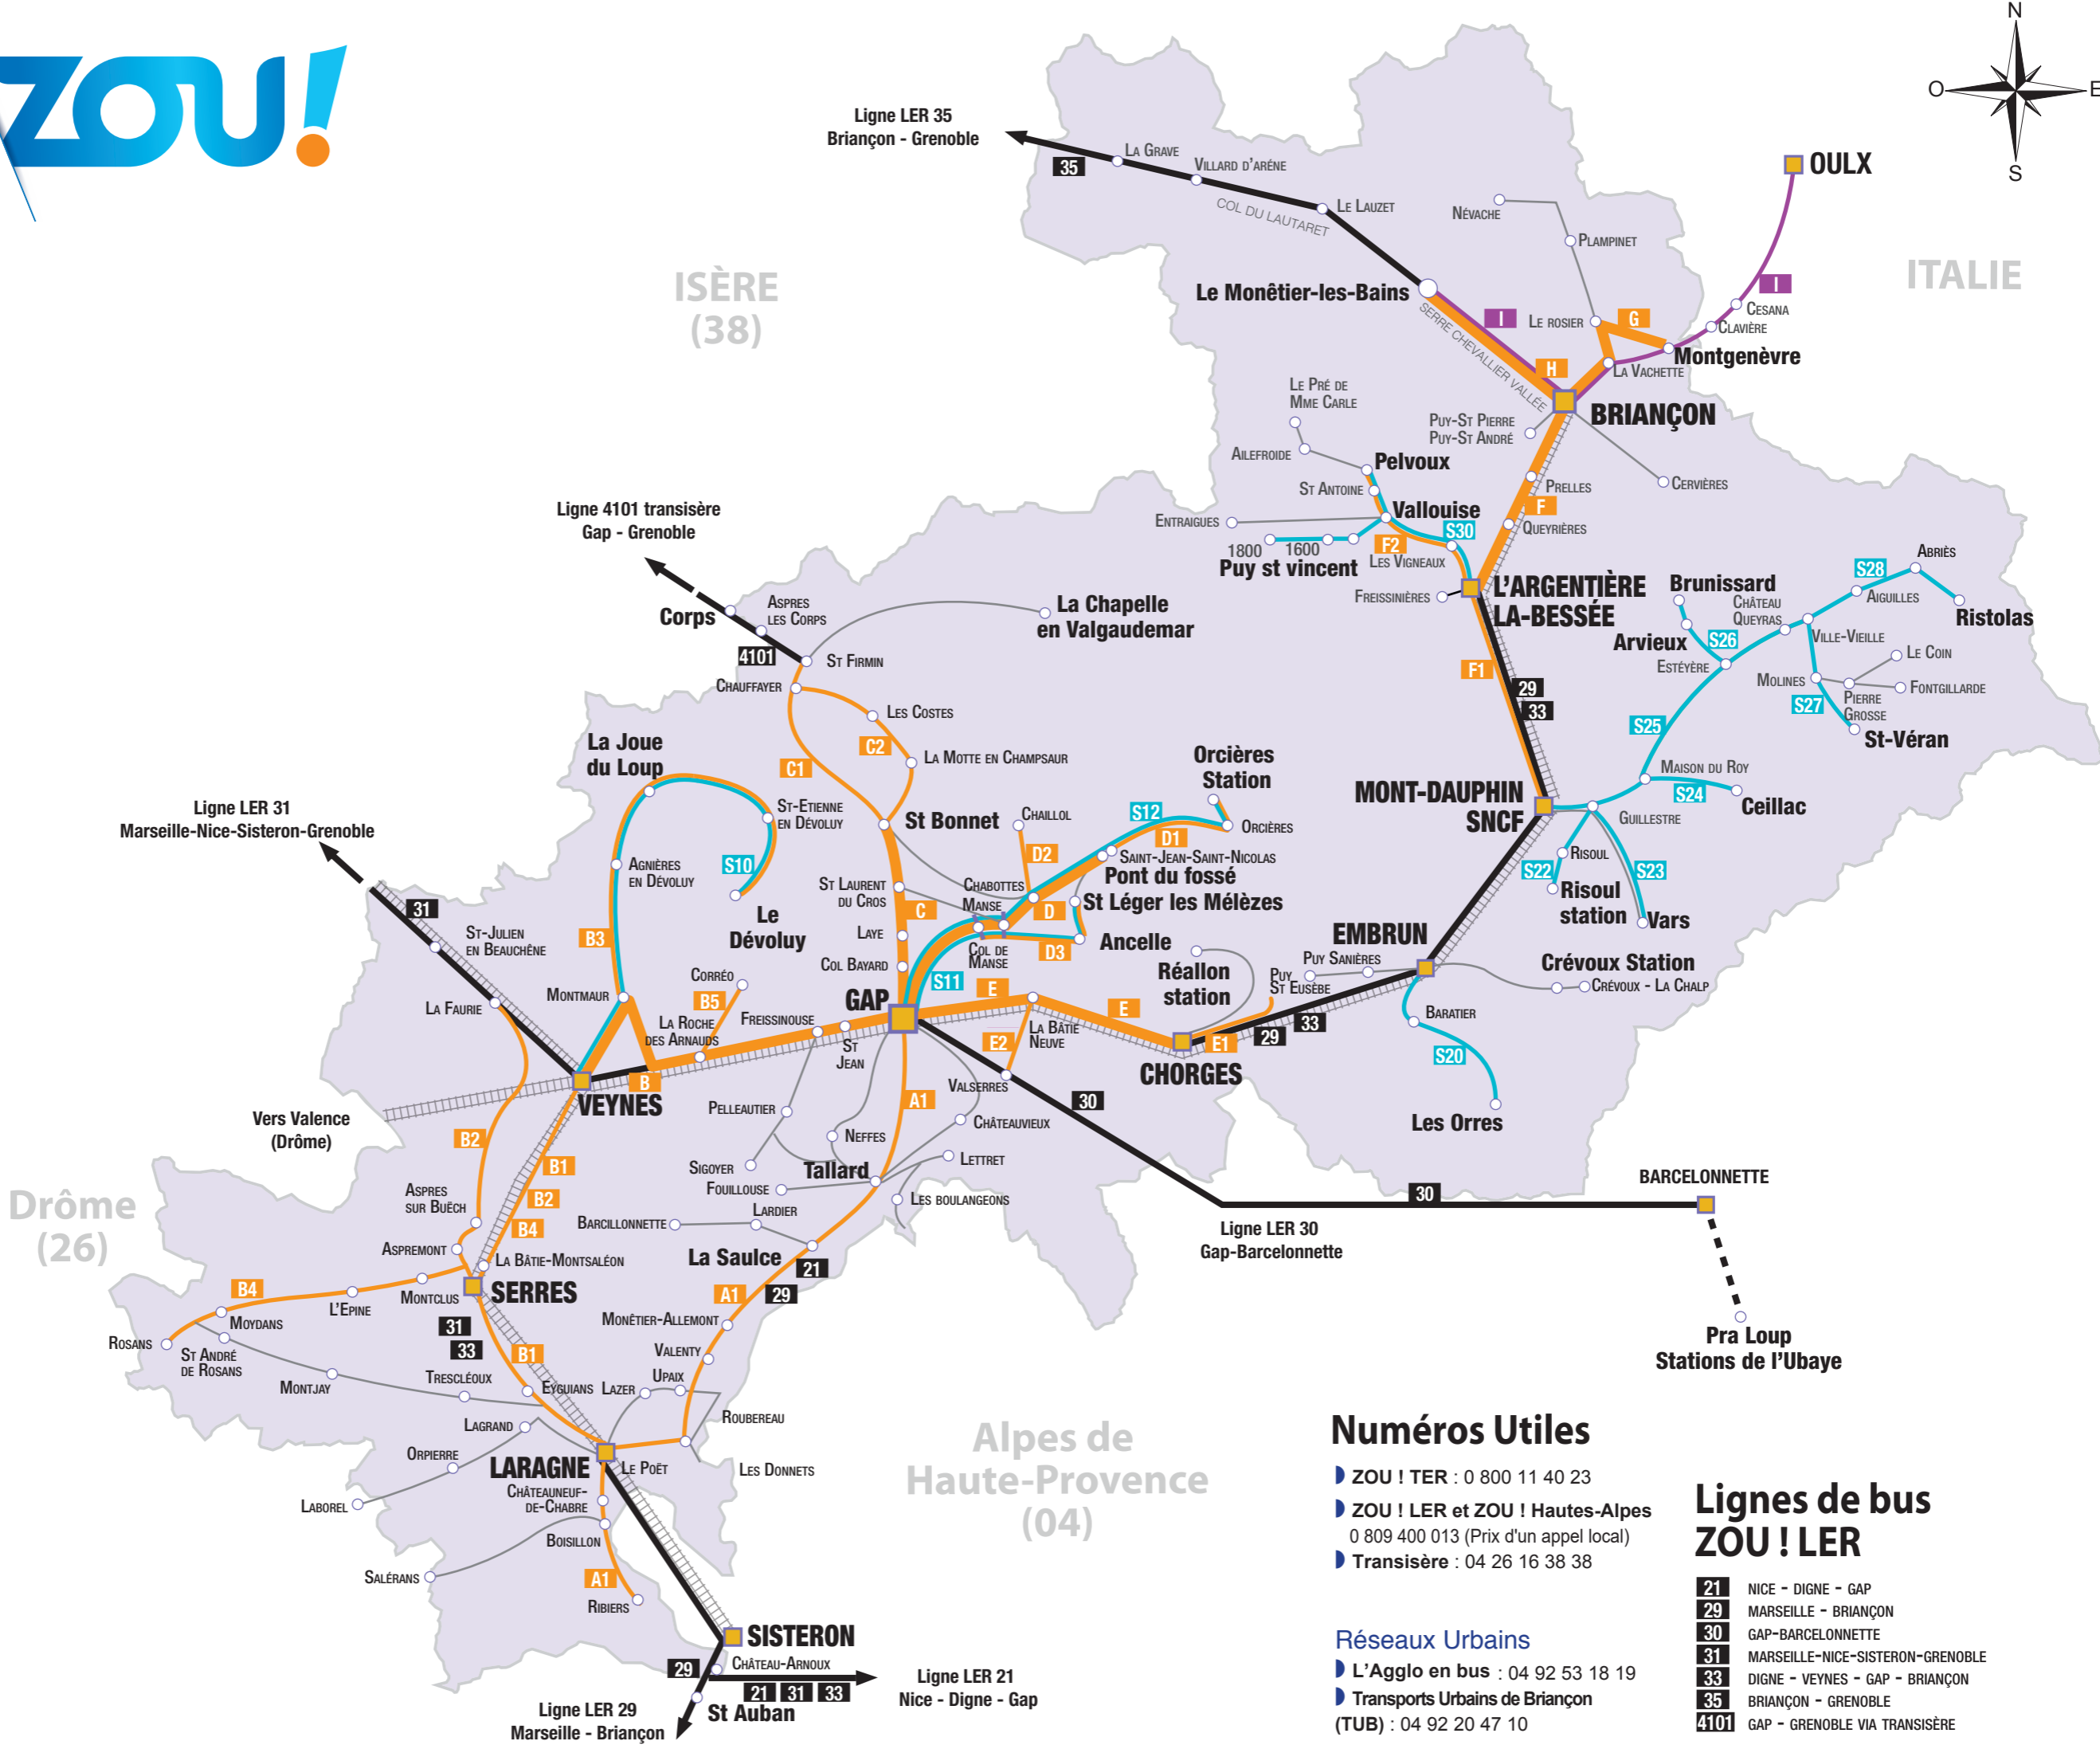 ZOU!
N
O
E
S
Ligne LER 35
Briançon - Grenoble
35
LA GRAVE
VILLARD D'ARÉNE
COL DU LAUTARET
LE LAUZET
NÉVACHE
PLAMPINET
OULX
ITALIE
ISÈRE
(38)
Le Monêtier-les-Bains
SERRE CHEVALLIER VALLÉE
I
H
LE ROSIER
G
I
CESANA
CLAVIÈRE
Montgenèvre
LA VACHETTE
BRIANÇON
LE PRÉ DE
MME CARLE
PUY-ST PIERRE
PUY-ST ANDRÉ
AILEFROIDE
Pelvoux
ST ANTOINE
PRELLES
CERVIÈRES
F
Vallouise
S30
QUEYRIÈRES
ENTRAIGUES
F2
1800
1600
LES VIGNEAUX
Puy st vincent
FREISSINIÈRES
L'ARGENTIÈRE
LA-BESSÉE
Ligne 4101 transisère
Gap - Grenoble
Corps
ASPRES
LES CORPS
4101
ST FIRMIN
La Chapelle
en Valgaudemar
CHAUFFAYER
LES COSTES
C2
C1
LA MOTTE EN CHAMPSAUR
F1
29
33
Brunissard
CHÂTEAU
QUEYRAS
Arvieux
S26
ESTÉYÈRE
S28
ABRIÈS
AIGUILLES
Ristolas
VILLE-VIEILLE
LE COIN
MOLINES
FONTGILLARDE
PIERRE
GROSSE
S27
St-Véran
S25
MAISON DU ROY
S24
Ceillac
MONT-DAUPHIN
SNCF
GUILLESTRE
RISOUL
S22
S23
Risoul
station
Vars
La Joue
du Loup
ST-ETIENNE
EN DÉVOLUY
S10
AGNIÈRES
EN DÉVOLUY
Le
Dévoluy
B3
St Bonnet
CHAILLOL
D2
Orcières
Station
S12
D1
ORCIÈRES
SAINT-JEAN-SAINT-NICOLAS
Pont du fossé
St Léger les Mélèzes
ST LAURENT
DU CROS
CHABOTTES
MANSE
C
D
LAYE
COL DE
MANSE
D3
Ancelle
COL BAYARD
S11
GAP
Ligne LER 31
Marseille-Nice-Sisteron-Grenoble
31
ST-JULIEN
EN BEAUCHÊNE
LA FAURIE
MONTMAUR
CORRÉO
B5
LA ROCHE
DES ARNAUDS
FREISSINOUSE
ST
JEAN
B
VEYNES
E
E
LA BÂTIE
NEUVE
E2
VALSERRES
CHORGES
E1
29
33
Réallon
station
PUY
ST EUSÈBE
PUY SANIÈRES
EMBRUN
Crévoux Station
CRÉVOUX - LA CHALP
BARATIER
S20
Les Orres
30
30
BARCELONNETTE
Ligne LER 30
Gap-Barcelonnette
Pra Loup
Stations de l'Ubaye
Vers Valence
(Drôme)
Drôme
(26)
B2
B1
B2
B4
ASPRES
SUR BUËCH
ASPREMONT
LA BÂTIE-MONTSALÉON
SERRES
PELLEAUTIER
A1
CHÂTEAUVIEUX
NEFFES
SIGOYER
Tallard
LETTRET
FOUILLOUSE
LES BOULANGEONS
LARDIER
BARCILLONNETTE
La Saulce
21
29
A1
MONÊTIER-ALLEMONT
VALENTY
UPAIX
LAZER
ROUBEREAU
LES DONNETS
B4
L'EPINE
MONTCLUS
MOYDANS
ROSANS
ST ANDRÉ
DE ROSANS
31
33
B1
MONTJAY
TRESCLÉOUX
EYGUIANS
LAGRAND
ORPIERRE
LABOREL
LARAGNE
LE POËT
CHÂTEAUNEUF-
DE-CHABRE
BOISILLON
SALÉRANS
A1
RIBIERS
SISTERON
29
CHÂTEAU-ARNOUX
21 31 33
Ligne LER 21
Nice - Digne - Gap
St Auban
Ligne LER 29
Marseille - Briançon
Alpes de
Haute-Provence
(04)
Numéros Utiles
ZOU ! TER : 0 800 11 40 23
ZOU ! LER et ZOU ! Hautes-Alpes
0 809 400 013 (Prix d'un appel local)
Transisère : 04 26 16 38 38
Réseaux Urbains
L'Agglo en bus : 04 92 53 18 19
Transports Urbains de Briançon
(TUB) : 04 92 20 47 10
Lignes de bus
ZOU ! LER
21 NICE - DIGNE - GAP
29 MARSEILLE - BRIANÇON
30 GAP-BARCELONNETTE
31 MARSEILLE-NICE-SISTERON-GRENOBLE
33 DIGNE - VEYNES - GAP - BRIANÇON
35 BRIANÇON - GRENOBLE
4101 GAP - GRENOBLE VIA TRANSISÈRE